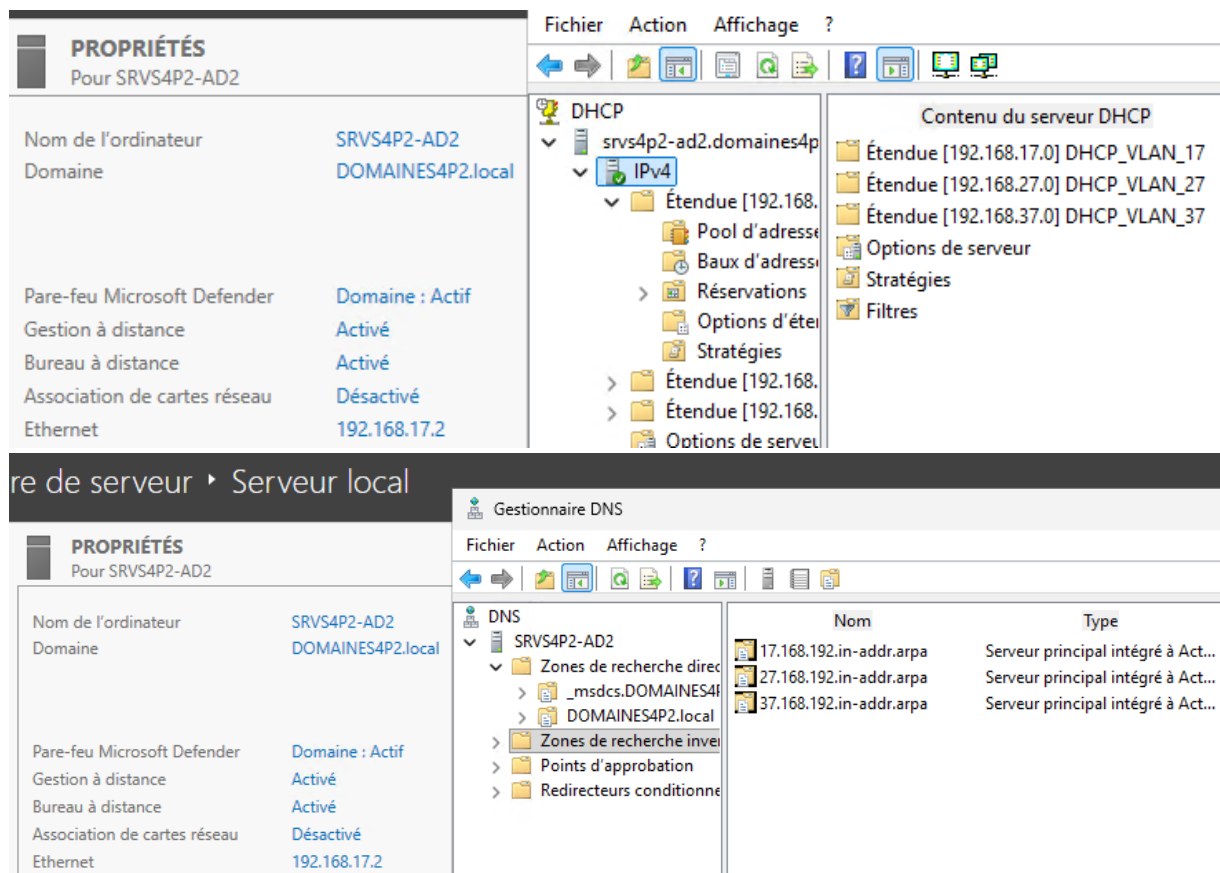 PROPRIÉTÉS
Pour SRVS4P2-AD2
Nom de l'ordinateur SRVS4P2-AD2
Domaine DOMAINES4P2.local
Pare-feu Microsoft Defender Domaine : Actif
Gestion à distance Activé
Bureau à distance Activé
Association de cartes réseau Désactivé
Ethernet 192.168.17.2
Fichier Action Affichage ?
DHCP
srvs4p2-ad2.domaines4p
IPv4
Étendue [192.168.
Pool d'adresse
Baux d'adress
Réservations
Options d'éte
Stratégies
Étendue [192.168.
Étendue [192.168.
Options de serveu
Contenu du serveur DHCP
Étendue [192.168.17.0] DHCP_VLAN_17
Étendue [192.168.27.0] DHCP_VLAN_27
Étendue [192.168.37.0] DHCP_VLAN_37
Options de serveur
Stratégies
Filtres
re de serveur ‣ Serveur local
PROPRIÉTÉS
Pour SRVS4P2-AD2
Nom de l'ordinateur SRVS4P2-AD2
Domaine DOMAINES4P2.local
Pare-feu Microsoft Defender Domaine : Actif
Gestion à distance Activé
Bureau à distance Activé
Association de cartes réseau Désactivé
Ethernet 192.168.17.2
Gestionnaire DNS
Fichier Action Affichage ?
DNS
SRVS4P2-AD2
Zones de recherche direc
_msdcs.DOMAINES4P
DOMAINES4P2.local
Zones de recherche inve
Points d'approbation
Redirecteurs conditionne
Nom Type
17.168.192.in-addr.arpa Serveur principal intégré à Act...
27.168.192.in-addr.arpa Serveur principal intégré à Act...
37.168.192.in-addr.arpa Serveur principal intégré à Act...